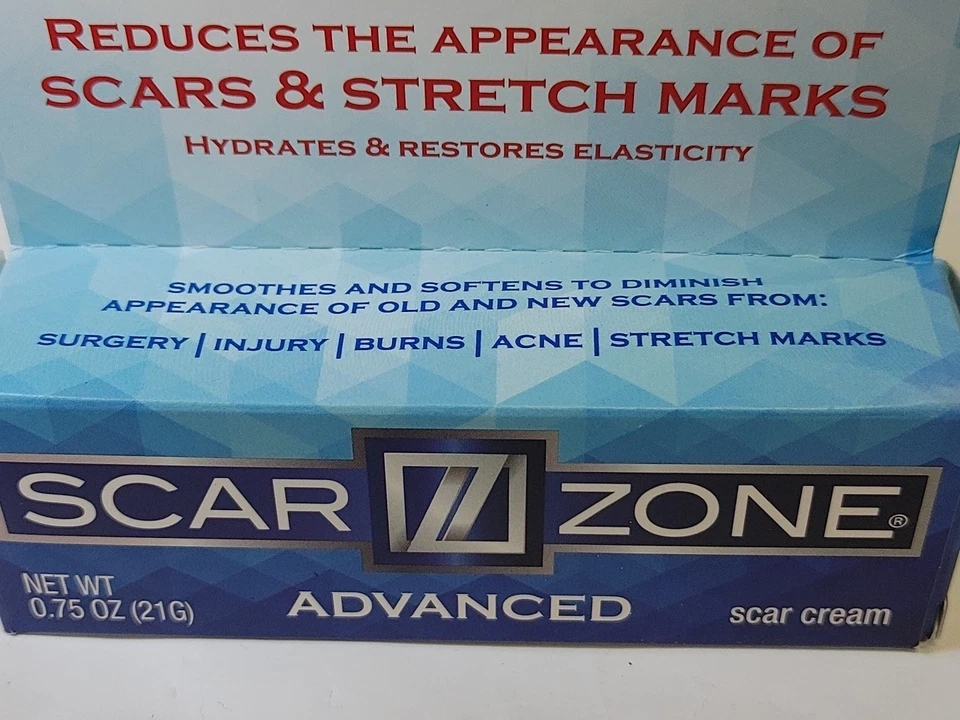 REDUCES THE APPEARANCE OF
SCARS & STRETCH MARKS
HYDRATES & RESTORES ELASTICITY
SMOOTHES AND SOFTENS TO DIMINISH
APPEARANCE OF OLD AND NEW SCARS FROM:
SURGERY | INJURY | BURNS | ACNE | STRETCH MARKS
SCAR Z ZONE®
NET WT
0.75 OZ (21G)
ADVANCED
scar cream